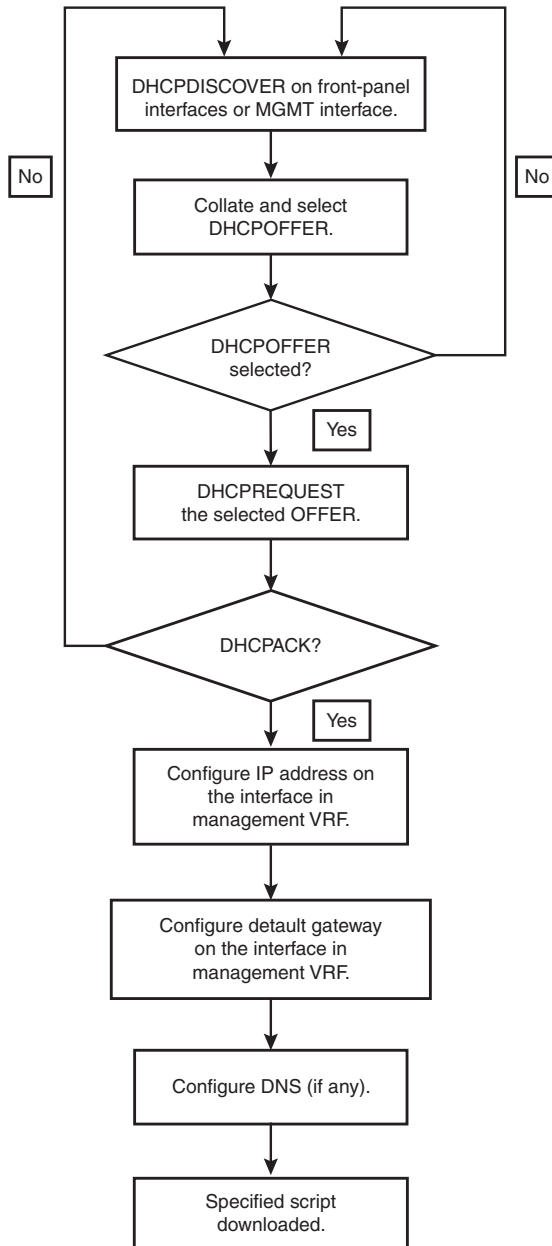 DHCPDISCOVER on front-panel
interfaces or MGMT interface.
No
No
Collate and select
DHCPOFFER.
DHCPOFFER
selected?
Yes
DHCPREQUEST
the selected OFFER.
DHCPACK?
Yes
Configure IP address on
the interface in
management VRF.
Configure detault gateway
on the interface in
management VRF.
Configure DNS (if any).
Specified script
downloaded.